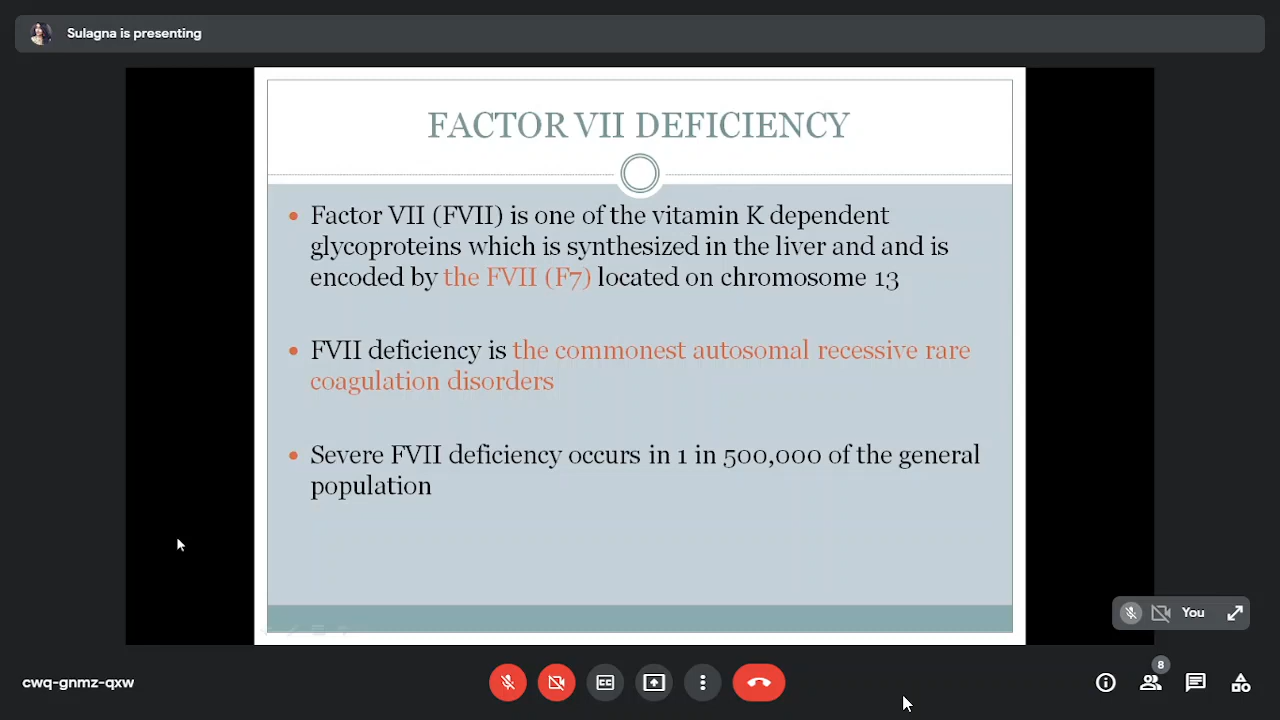 Sulagna is presenting
FACTOR VII DEFICIENCY
• Factor VII (FVII) is one of the vitamin K dependent
glycoproteins which is synthesized in the liver and and is
encoded by the FVII (F7) located on chromosome 13
• FVII deficiency is the commonest autosomal recessive rare
coagulation disorders
• Severe FVII deficiency occurs in 1 in 500,000 of the general
population
You
cwq-gnmz-qxw
CC
8